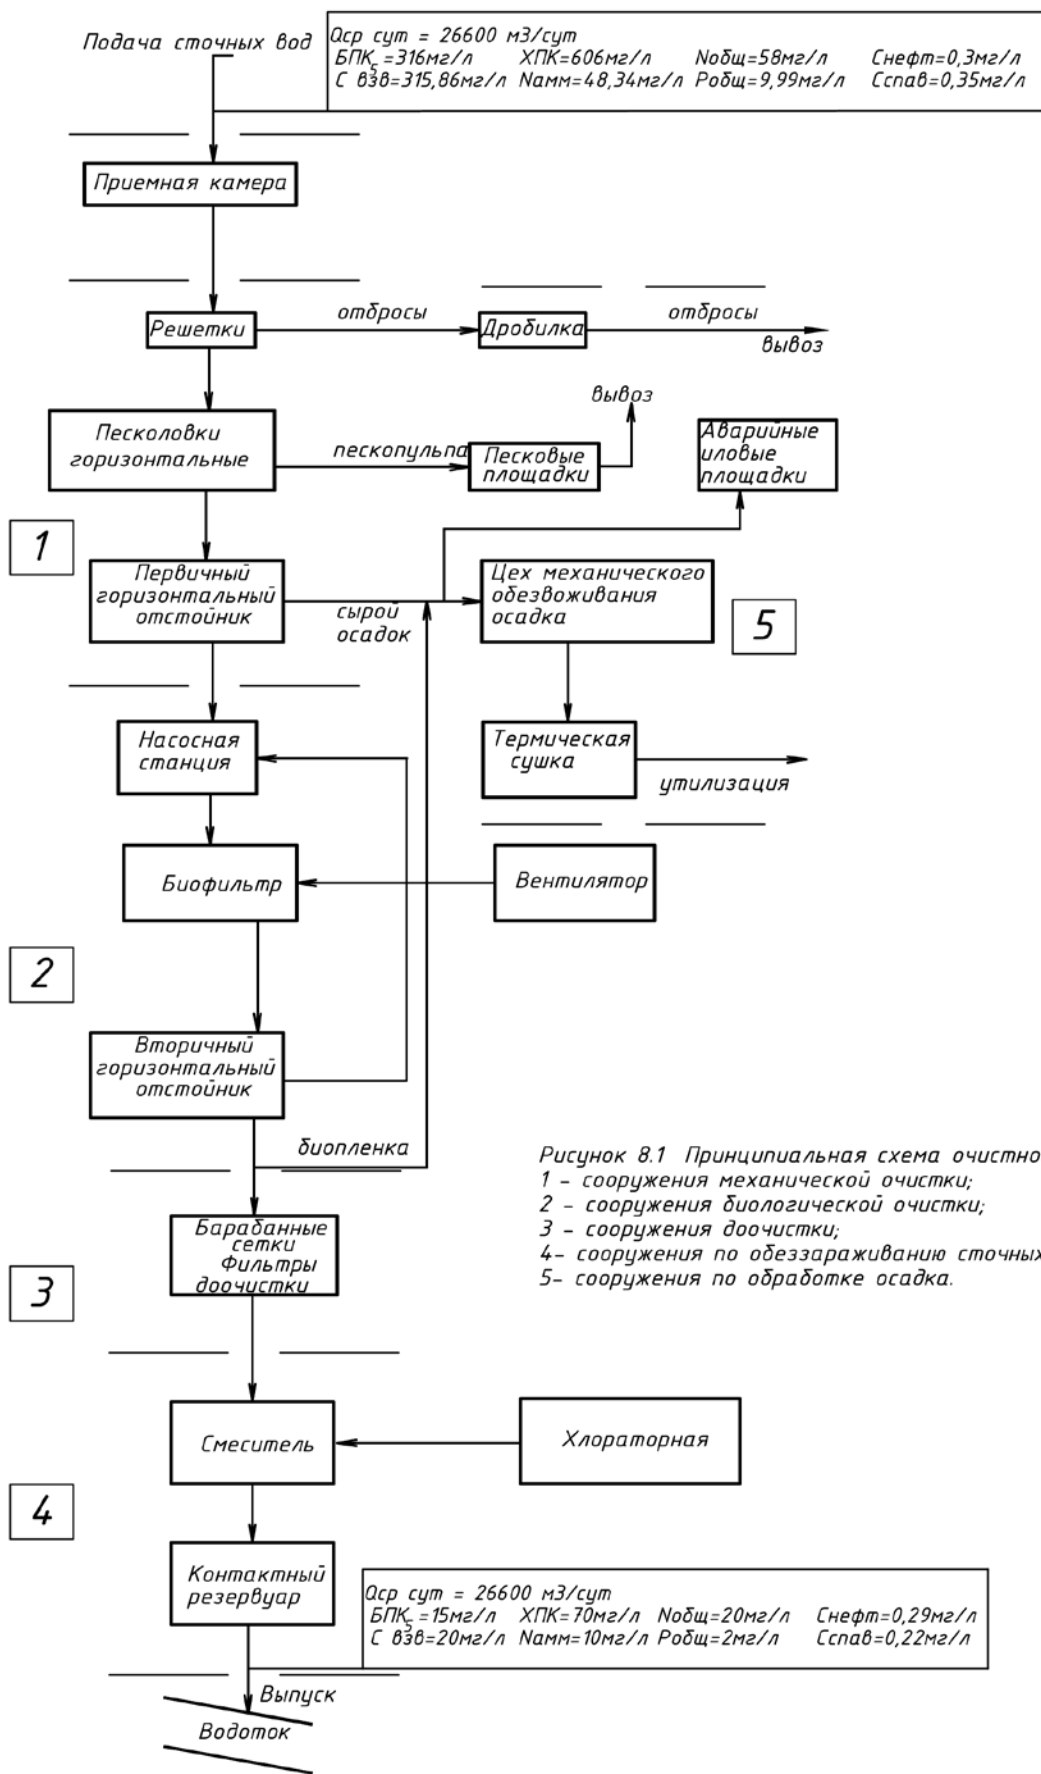 Подача сточных вод
Qср сут = 26600 м3/сут
БПК5=316мг/л ХПК=606мг/л Nобщ=58мг/л Снефт=0,3мг/л
С взв=315,86мг/л Nамм=48,34мг/л Робщ=9,99мг/л Сспав=0,35мг/л
Приемная камера
Решетки
отбросы
Дробилка
отбросы
вывоз
Песколовки
горизонтальные
пескопульпа
Песковые
площадки
вывоз
Аварийные
иловые
площадки
1
Первичный
горизонтальный
отстойник
сырой
осадок
Цех механического
обезвоживания
осадка
5
Насосная
станция
Термическая
сушка
утилизация
Биофильтр
Вентилятор
2
Вторичный
горизонтальный
отстойник
биопленка
Рисунок 8.1 Принципиальная схема очистно
1 - сооружения механической очистки;
2 - сооружения биологической очистки;
3 - сооружения доочистки;
4- сооружения по обеззараживанию сточных
5- сооружения по обработке осадка.
Барабанные
сетки
Фильтры
доочистки
3
Смеситель
Хлораторная
4
Контактный
резервуар
Qср сут = 26600 м3/сут
БПК5=15мг/л ХПК=70мг/л Nобщ=20мг/л Снефт=0,29мг/л
С взв=20мг/л Nамм=10мг/л Робщ=2мг/л Сспав=0,22мг/л
Выпуск
Водоток